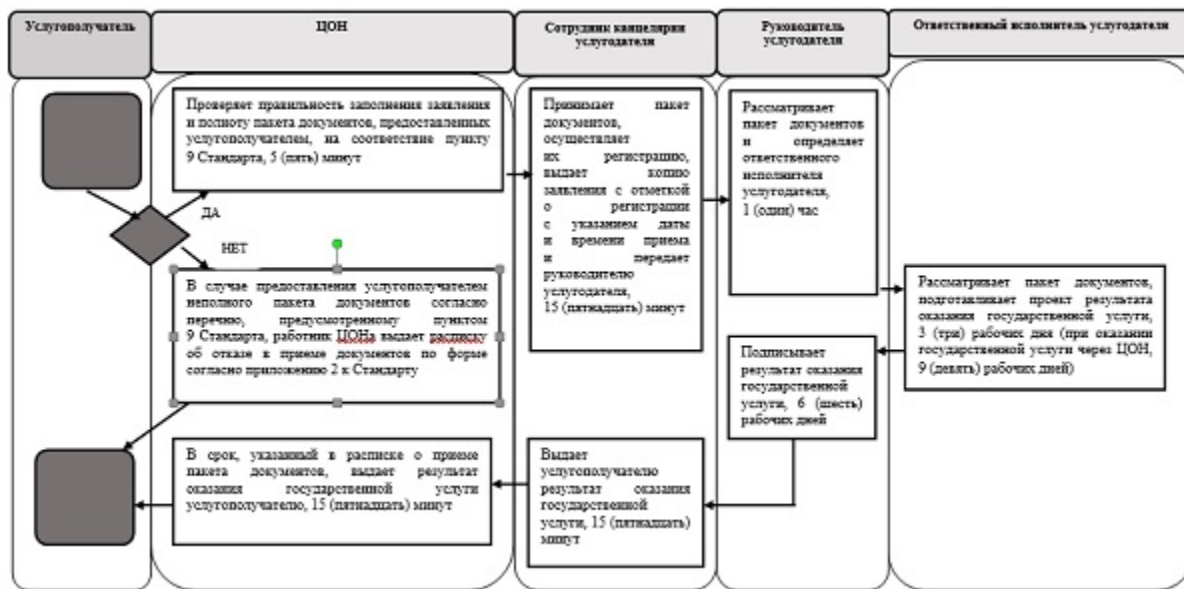 Услугополучатель
ЦОН
Сотрудник канцелярии
услугодателя
Руководитель
услугодателя
Ответственный исполнитель услугодателя
Проверяет правильность заполнения заявления
и полноту пакета документов, предоставленных
услугополучателем, на соответствие пункту
9 Стандарта, 5 (пять) минут
ДА
НЕТ
В случае предоставления услугополучателем
неполного пакета документов согласно
перечню, предусмотренному пунктом
9 Стандарта, работник ЦОНа выдает расписку
об отказе в приеме документов по форме
согласно приложению 2 к Стандарту
В срок, указанный в расписке о приеме
пакета документов, выдает результат
оказания государственной услуги
услугополучателю, 15 (пятнадцать) минут
Принимает пакет
документов,
осуществляет
их регистрацию,
выдает копию
заявления с отметкой
о регистрации
с указанием даты
и времени приема
и передает
руководителю
услугодателя,
15 (пятнадцать) минут
Выдает
услугополучателю
результат оказания
государственной
услуги, 15 (пятнадцать)
минут
Рассматривает
пакет документов
и определяет
ответственного
исполнителя
услугодателя,
1 (один) час
Подписывает
результат оказания
государственной
услуги, 6 (шесть)
рабочих дней
Рассматривает пакет документов,
подготавливает проект результата
оказания государственной услуги,
3 (три) рабочих дня (при оказании
государственной услуги через ЦОН,
9 (девять) рабочих дней)